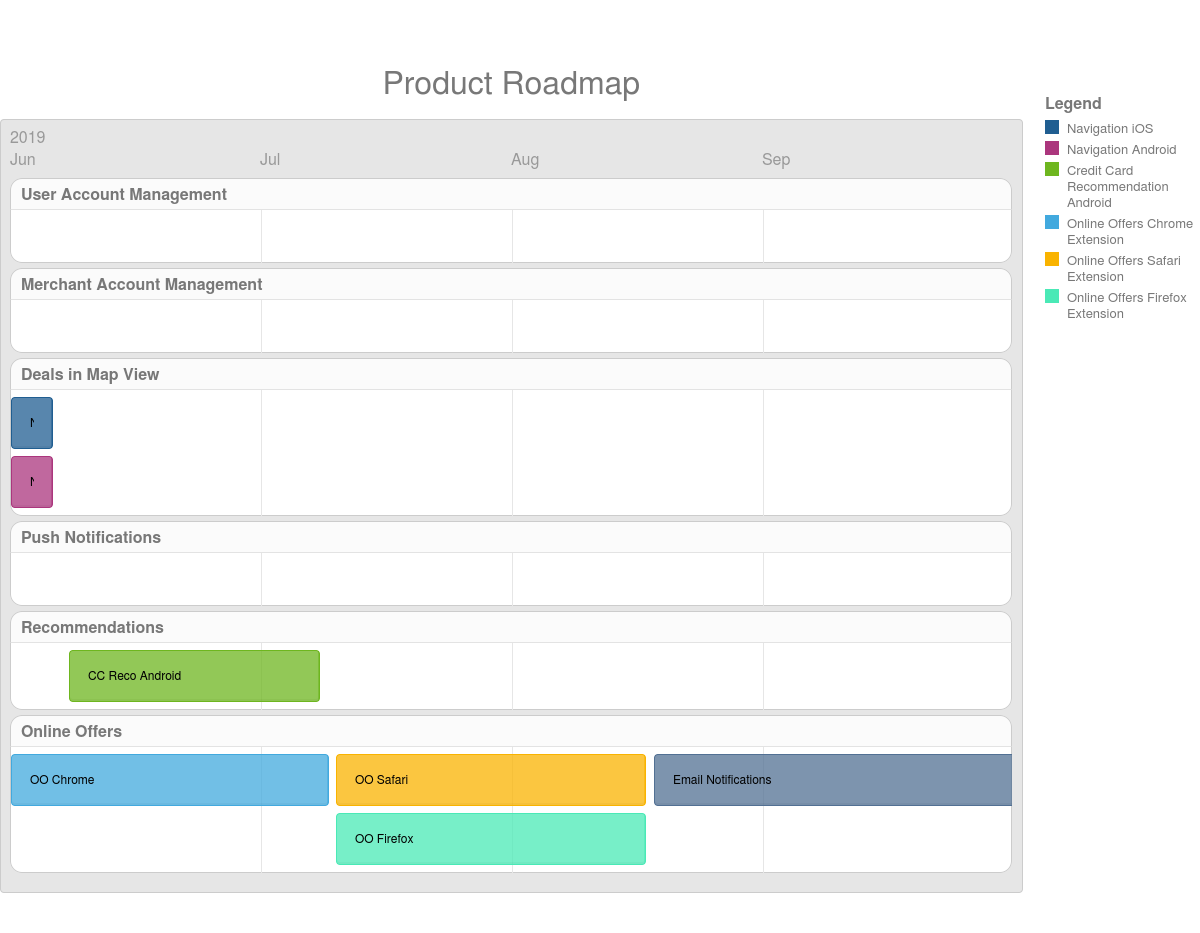 Product Roadmap
2019
Jun Jul Aug Sep
User Account Management
Merchant Account Management
Deals in Map View
Push Notifications
Recommendations
CC Reco Android
Online Offers
OO Chrome OO Safari Email Notifications
OO Firefox
Legend
Navigation iOS
Navigation Android
Credit Card
Recommendation
Android
Online Offers Chrome
Extension
Online Offers Safari
Extension
Online Offers Firefox
Extension